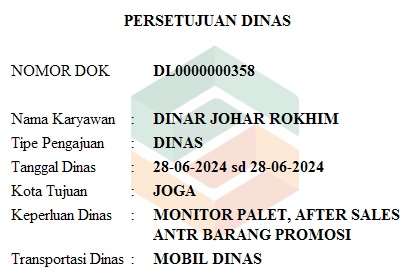 PERSETUJUAN DINAS
NOMOR DOK DL0000000358
Nama Karyawan : DINAR JOHAR ROKHIM
Tipe Pengajuan : DINAS
Tanggal Dinas : 28-06-2024 sd 28-06-2024
Kota Tujuan : JOGA
Keperluan Dinas : MONITOR PALET, AFTER SALES
ANTR BARANG PROMOSI
Transportasi Dinas : MOBIL DINAS